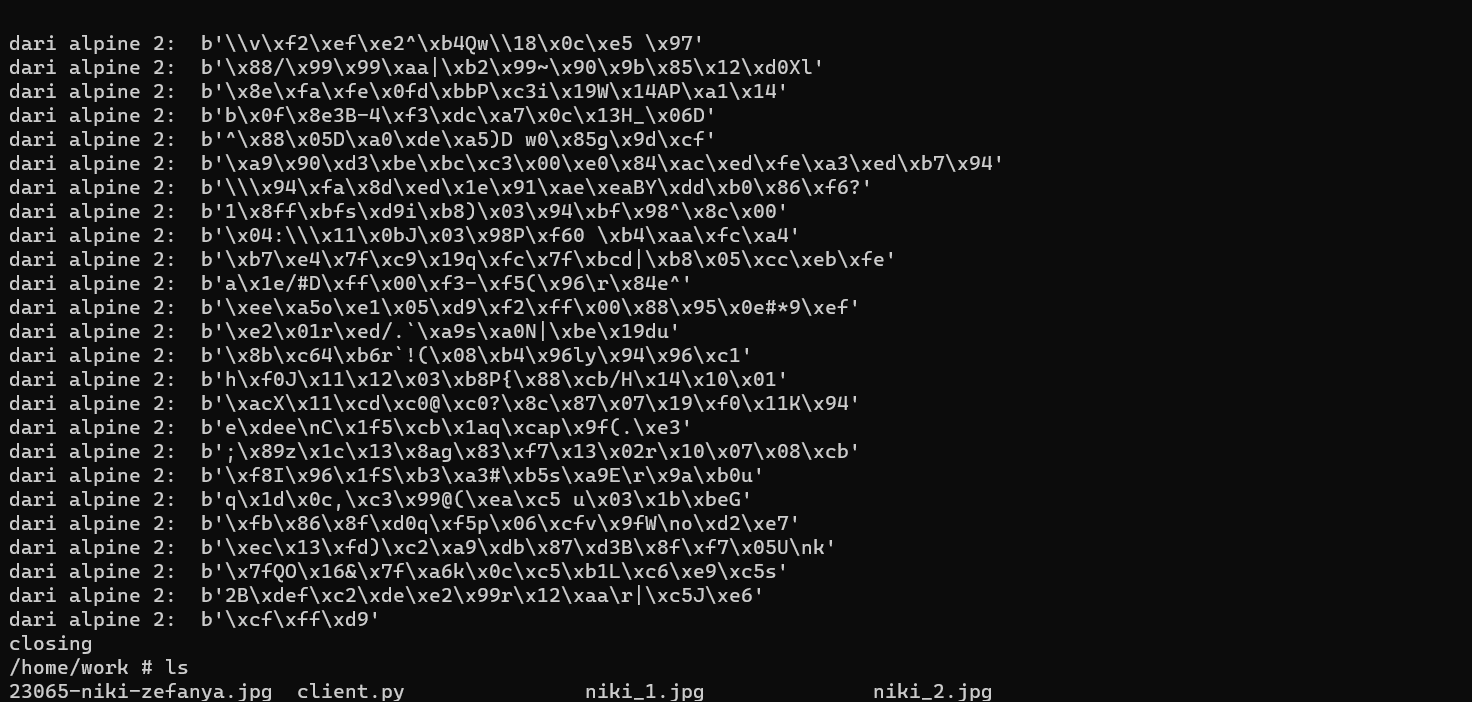 dari alpine 2:  b'\\v\xf2\xef\xe2^\xb4Qw\\18\x0c\xe5 \x97'
dari alpine 2:  b'\x88/\x99\x99\xaa|\xb2\x99~\x90\x9b\x85\x12\xd0Xl'
dari alpine 2:  b'\x8e\xfa\xfe\x0fd\xbbP\xc3i\x19W\x14AP\xa1\x14'
dari alpine 2:  b'b\x0f\x8e3B-4\xf3\xdc\xa7\x0c\x13H_\x06D'
dari alpine 2:  b'^\x88\x05D\xa0\xde\xa5)D w0\x85g\x9d\xcf'
dari alpine 2:  b'\xa9\x90\xd3\xbe\xbc\xc3\x00\xe0\x84\xac\xed\xfe\xa3\xed\xb7\x94'
dari alpine 2:  b'\\\x94\xfa\x8d\xed\x1e\x91\xae\xeaBY\xdd\xb0\x86\xf6?'
dari alpine 2:  b'1\x8ff\xbfs\xd9i\xb8)\x03\x94\xbf\x98^\x8c\x00'
dari alpine 2:  b'\x04:\\\x11\x0bJ\x03\x98P\xf60 \xb4\xaa\xfc\xa4'
dari alpine 2:  b'\xb7\xe4\x7f\xc9\x19q\xfc\x7f\xbcd|\xb8\x05\xcc\xeb\xfe'
dari alpine 2:  b'a\x1e/#D\xff\x00\xf3-\xf5(\x96\r\x84e^'
dari alpine 2:  b'\xee\xa5o\xe1\x05\xd9\xf2\xff\x00\x88\x95\x0e#*9\xef'
dari alpine 2:  b'\xe2\x01r\xed/.`\xa9s\xa0N|\xbe\x19du'
dari alpine 2:  b'\x8b\xc64\xb6r`!(\x08\xb4\x96ly\x94\x96\xc1'
dari alpine 2:  b'h\xf0J\x11\x12\x03\xb8P{\x88\xcb/H\x14\x10\x01'
dari alpine 2:  b'\xacX\x11\xcd\xc0@\xc0?\x8c\x87\x07\x19\xf0\x11K\x94'
dari alpine 2:  b'e\xdee\nC\x1f5\xcb\x1aq\xcap\x9f(.\xe3'
dari alpine 2:  b';\x89z\x1c\x13\x8ag\x83\xf7\x13\x02r\x10\x07\x08\xcb'
dari alpine 2:  b'\xf8I\x96\x1fS\xb3\xa3#\xb5s\xa9E\r\x9a\xb0u'
dari alpine 2:  b'q\x1d\x0c,\xc3\x99@(\xea\xc5 u\x03\x1b\xbeG'
dari alpine 2:  b'\xfb\x86\x8f\xd0q\xf5p\x06\xcfv\x9fW\no\xd2\xe7'
dari alpine 2:  b'\xec\x13\xfd)\xc2\xa9\xdb\x87\xd3B\x8f\xf7\x05U\nk'
dari alpine 2:  b'\x7fQO\x16&\x7f\xa6k\x0c\xc5\xb1L\xc6\xe9\xc5s'
dari alpine 2:  b'2B\xdef\xc2\xde\xe2\x99r\x12\xaa\r|\xc5J\xe6'
dari alpine 2:  b'\xcf\xff\xd9'
closing
/home/work # ls
23065-niki-zefanya.jpg  client.py               niki_1.jpg              niki_2.jpg